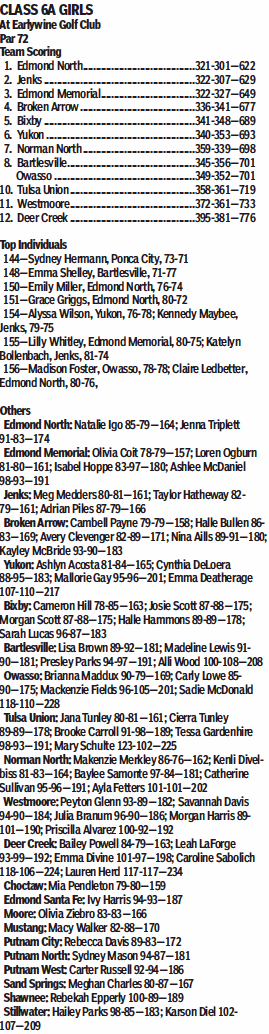 CLASS 6A GIRLS
At Earlywine Golf Club
Par 72
Team Scoring
1. Edmond North....................................321-301—622
2. Jenks..................................................322-307—629
3. Edmond Memorial..............................322-327—649
4. Broken Arrow.....................................336-341—677
5. Bixby..................................................341-348—689
6. Yukon.................................................340-353—693
7. Norman North....................................359-339—698
8. Bartlesville.........................................345-356—701
Owasso................................................349-352—701
10. Tulsa Union......................................358-361—719
11. Westmoore........................................372-361—733
12. Deer Creek.......................................395-381—776
Top Individuals
144—Sydney Hermann, Ponca City, 73-71
148—Emma Shelley, Bartlesville, 71-77
150—Emily Miller, Edmond North, 76-74
151—Grace Griggs, Edmond North, 80-72
154—Alyssa Wilson, Yukon, 76-78; Kennedy Maybee,
Jenks, 79-75
155—Lilly Whitley, Edmond Memorial, 80-75; Katelyn
Bollenbach, Jenks, 81-74
156—Madison Foster, Owasso, 78-78; Claire Ledbetter,
Edmond North, 80-76,
Others
Edmond North: Natalie Igo 85-79—164; Jenna Triplett
91-83—174
Edmond Memorial: Olivia Coit 78-79—157; Loren Ogburn
81-80—161; Isabel Hoppe 83-97—180; Ashlee McDaniel
98-93—191
Jenks: Meg Medders 80-81—161; Taylor Hatheway 82-
79—161; Adrian Piles 87-79—166
Broken Arrow: Cambell Payne 79-79—158; Halle Bullen 86-
83—169; Avery Clevenger 82-89—171; Nina Aills 89-91—180;
Kayley McBride 93-90—183
Yukon: Ashlyn Acosta 81-84—165; Cynthia DeLoera
88-95—183; Mallorie Gay 95-96—201; Emma Deatherage
107-110—217
Bixby: Cameron Hill 78-85—163; Josie Scott 87-88—175;
Morgan Scott 87-88—175; Halle Hammons 89-89—178;
Sarah Lucas 96-87—183
Bartlesville: Lisa Brown 89-92—181; Madeline Lewis 91-
90—181; Presley Parks 94-97—191; Alli Wood 100-108—208
Owasso: Brianna Maddux 90-79—169; Carly Lowe 85-
90—175; Mackenzie Fields 96-105—201; Sadie McDonald
118-110—228
Tulsa Union: Jana Tunley 80-81—161; Cierra Tunley
89-89—178; Brooke Carroll 91-98—189; Tessa Gardenhire
98-93—191; Mary Schulte 123-102—225
Norman North: Makenzie Merkley 86-76—162; Kenli Divel-
biss 81-83—164; Baylee Samonte 97-84—181; Catherine
Sullivan 95-96—191; Ayla Fetters 101-101—202
Westmoore: Peyton Glenn 93-89—182; Savannah Davis
94-90—184; Julia Branum 96-90—186; Morgan Harris 89-
101—190; Priscilla Alvarez 100-92—192
Deer Creek: Bailey Powell 84-79—163; Leah LaForge
93-99—192; Emma Divine 101-97—198; Caroline Sabolich
118-106—224; Lauren Herd 117-117—234
Choctaw: Mia Pendleton 79-80—159
Edmond Santa Fe: Ivy Harris 94-93—187
Moore: Olivia Ziebro 83-83—166
Mustang: Macy Walker 82-88—170
Putnam City: Rebecca Davis 89-83—172
Putnam North: Sydney Mason 94-87—181
Putnam West: Carter Russell 92-94—186
Sand Springs: Meghan Charles 80-87—167
Shawnee: Rebekah Epperly 100-89—189
Stillwater: Hailey Parks 98-85—183; Karson Diel 102-
107—209